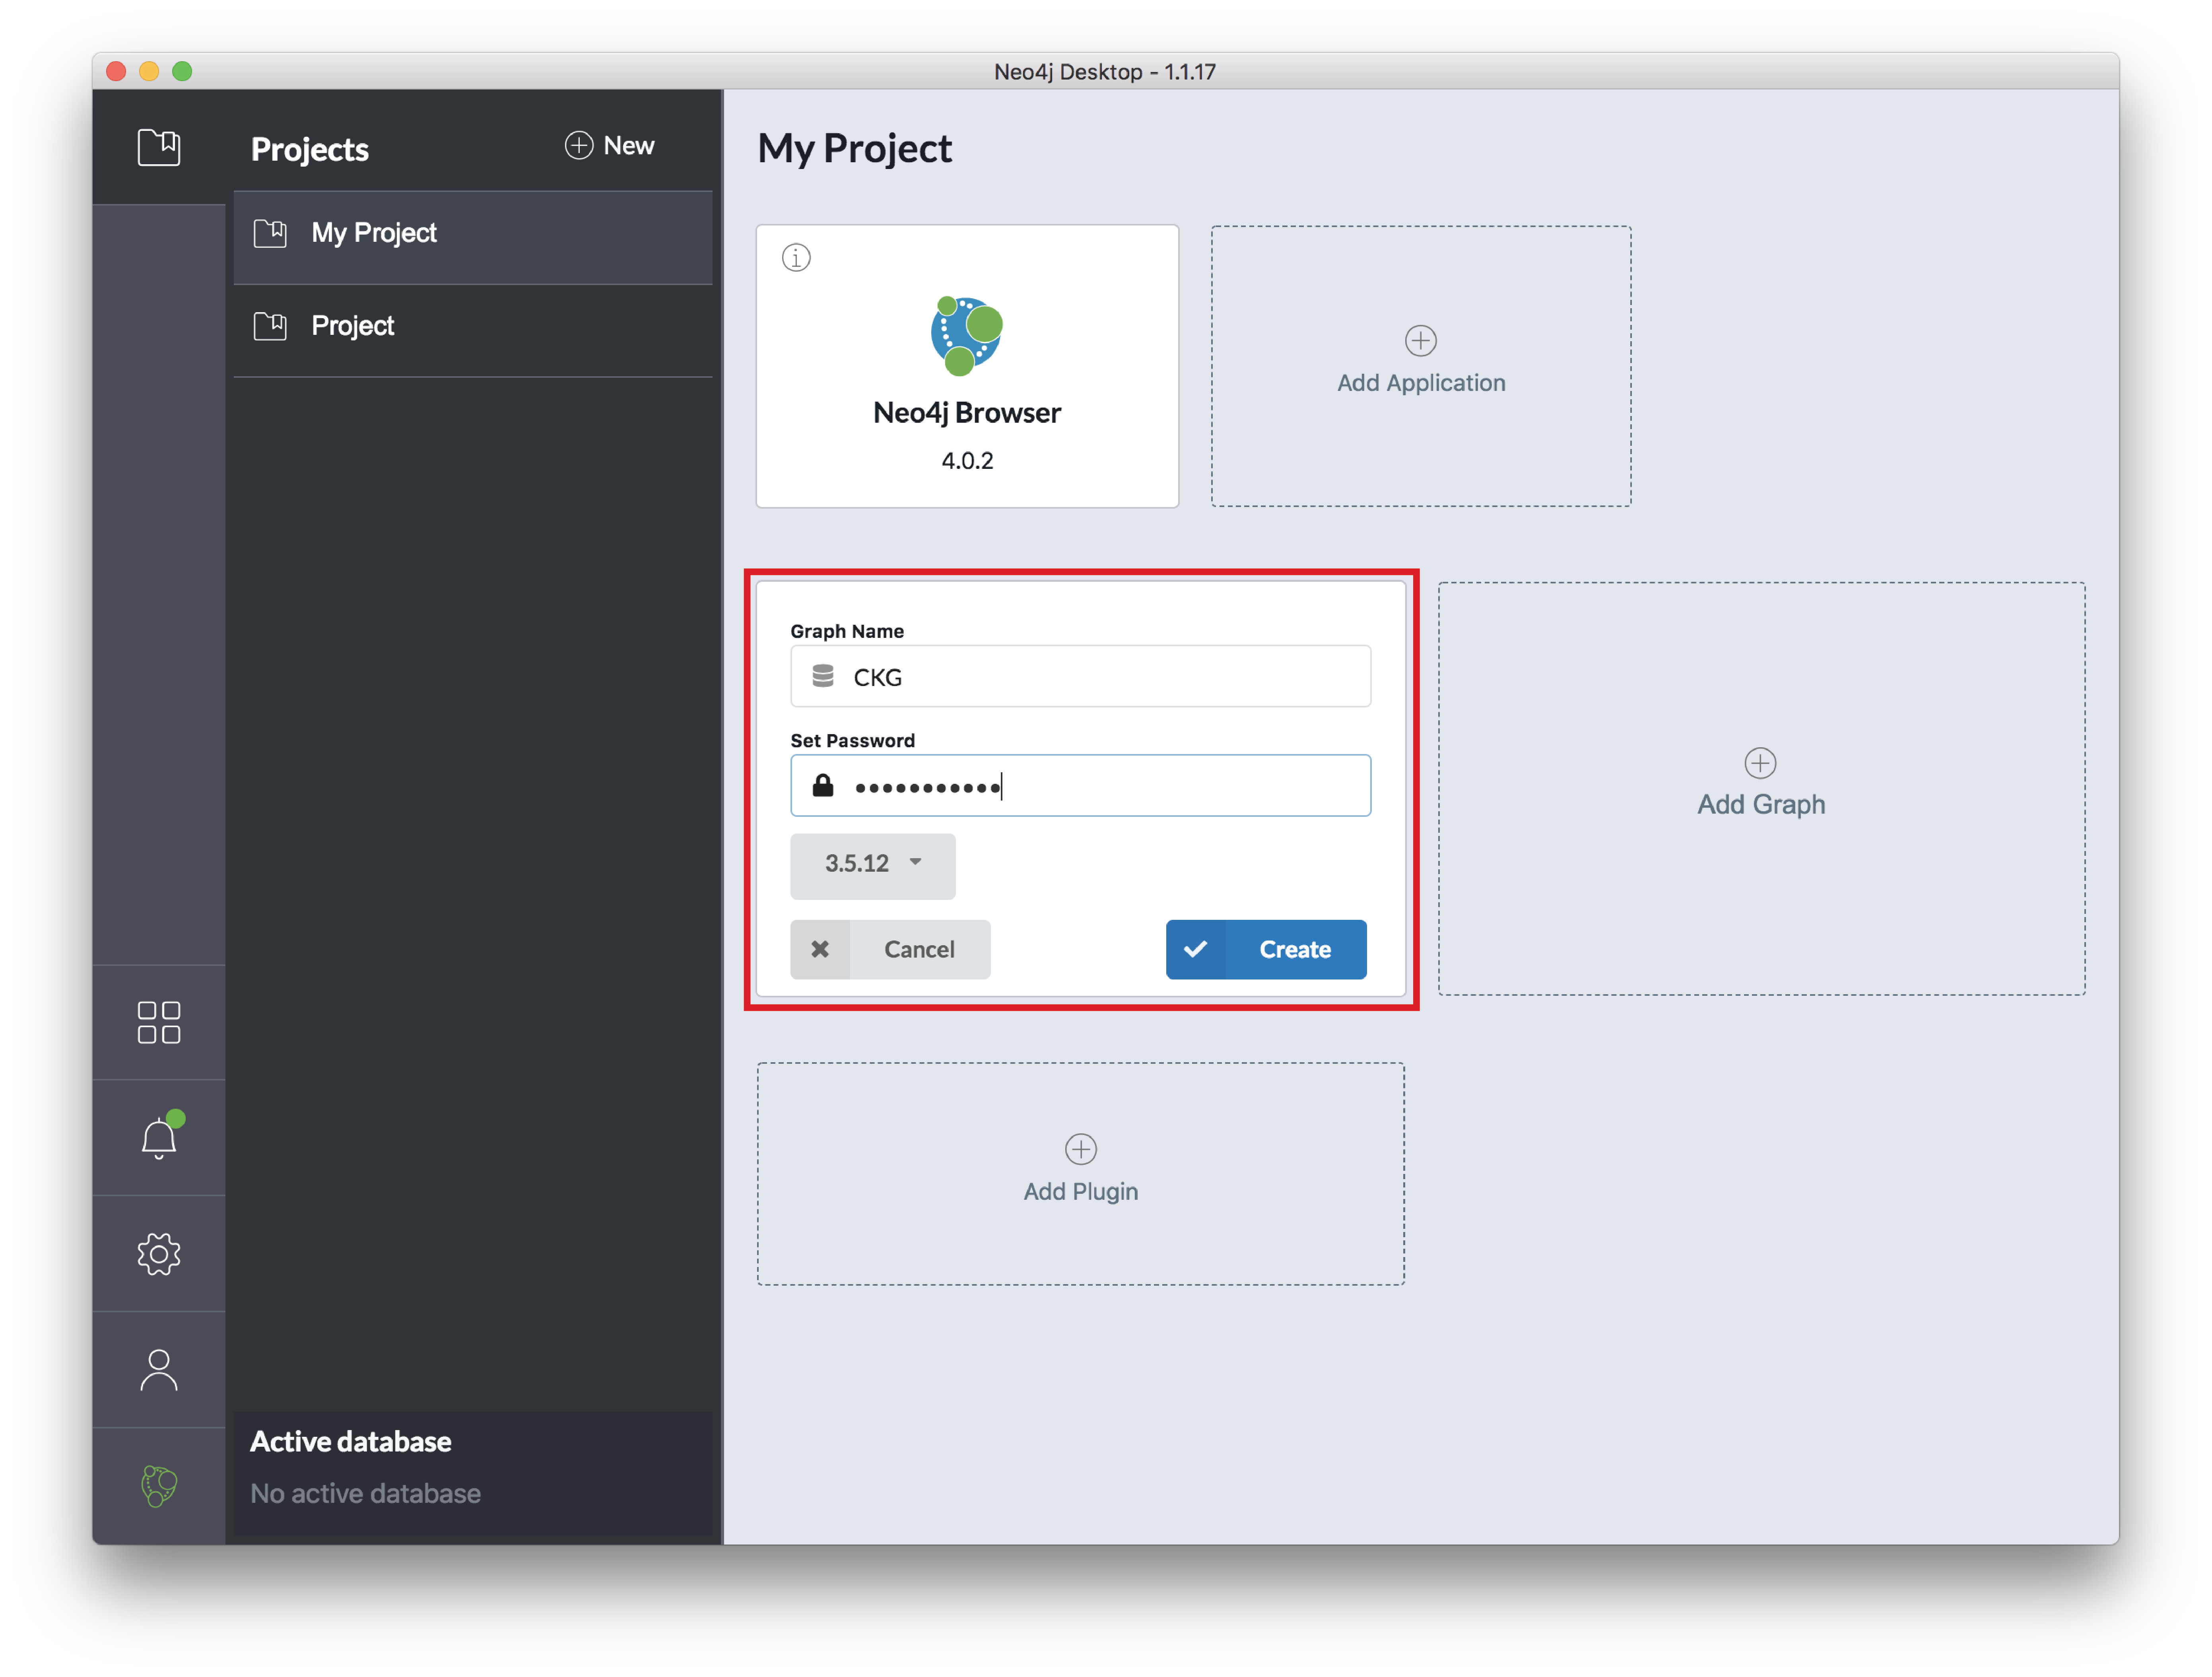 Neo4j Desktop - 1.1.17
Projects
New
My Project
Project
Active database
No active database
My Project
Neo4j Browser
4.0.2
Add Application
Graph Name
CKG
Set Password
•••••••••••
3.5.12
Cancel
Create
Add Graph
Add Plugin